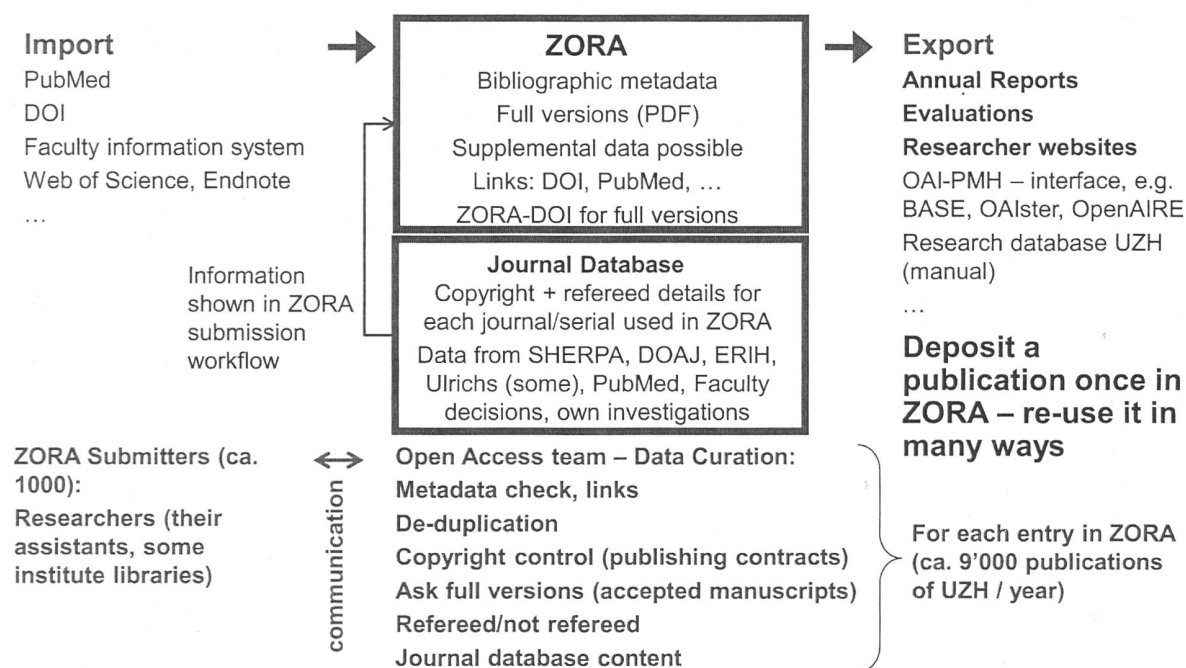 Import
PubMed
DOI
Faculty information system
Web of Science, Endnote
…
Information
shown in ZORA
submission
workflow
ZORA
Bibliographic metadata
Full versions (PDF)
Supplemental data possible
Links: DOI, PubMed, …
ZORA-DOI for full versions
Journal Database
Copyright + refereed details for
each journal/serial used in ZORA
Data from SHERPA, DOAJ, ERIH,
Ulrichs (some), PubMed, Faculty
decisions, own investigations
Export
Annual Reports
Evaluations
Researcher websites
OAI-PMH – interface, e.g.
BASE, OAIster, OpenAIRE
Research database UZH
(manual)
…
Deposit a
publication once in
ZORA – re-use it in
many ways
ZORA Submitters (ca.
1000):
Researchers (their
assistants, some
institute libraries)
communication
Open Access team – Data Curation:
Metadata check, links
De-duplication
Copyright control (publishing contracts)
Ask full versions (accepted manuscripts)
Refereed/not refereed
Journal database content
For each entry in ZORA
(ca. 9’000 publications
of UZH / year)